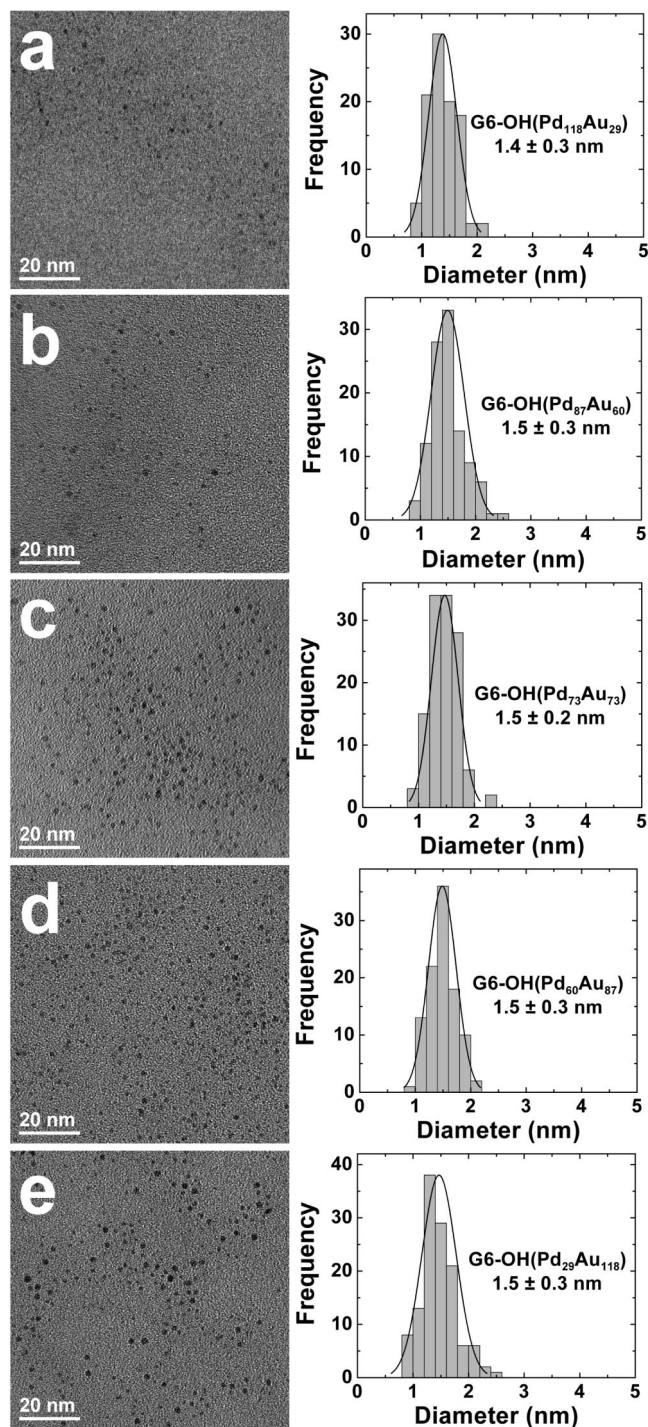 a
20 nm
Frequency
30
20
10
0
G6-OH(Pd₁₁₈Au₂₉)
1.4 ± 0.3 nm
0 1 2 3 4 5
Diameter (nm)
b
20 nm
Frequency
30
20
10
0
G6-OH(Pd₈₇Au₆₀)
1.5 ± 0.3 nm
0 1 2 3 4 5
Diameter (nm)
c
20 nm
Frequency
30
20
10
0
G6-OH(Pd₇₃Au₇₃)
1.5 ± 0.2 nm
0 1 2 3 4 5
Diameter (nm)
d
20 nm
Frequency
30
20
10
0
G6-OH(Pd₆₀Au₈₇)
1.5 ± 0.3 nm
0 1 2 3 4 5
Diameter (nm)
e
20 nm
Frequency
40
30
20
10
0
G6-OH(Pd₂₉Au₁₁₈)
1.5 ± 0.3 nm
0 1 2 3 4 5
Diameter (nm)